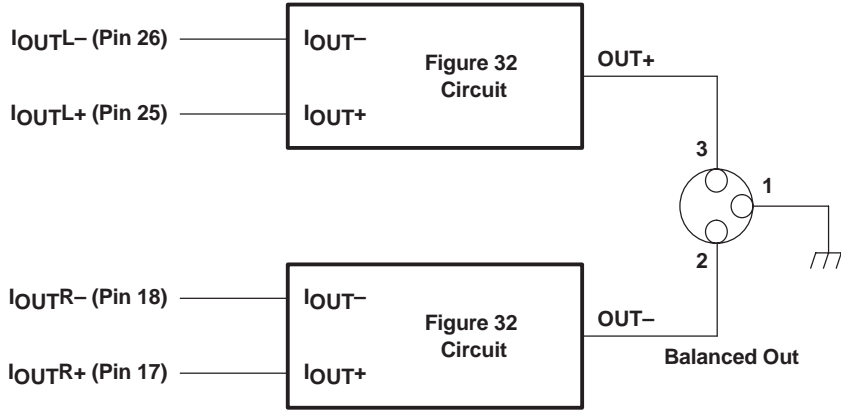 IOUTL– (Pin 26)
IOUT–
Figure 32
Circuit
OUT+
IOUTL+ (Pin 25)
IOUT+
3
1
2
IOUTR– (Pin 18)
IOUT–
Figure 32
Circuit
OUT–
IOUTR+ (Pin 17)
IOUT+
Balanced Out